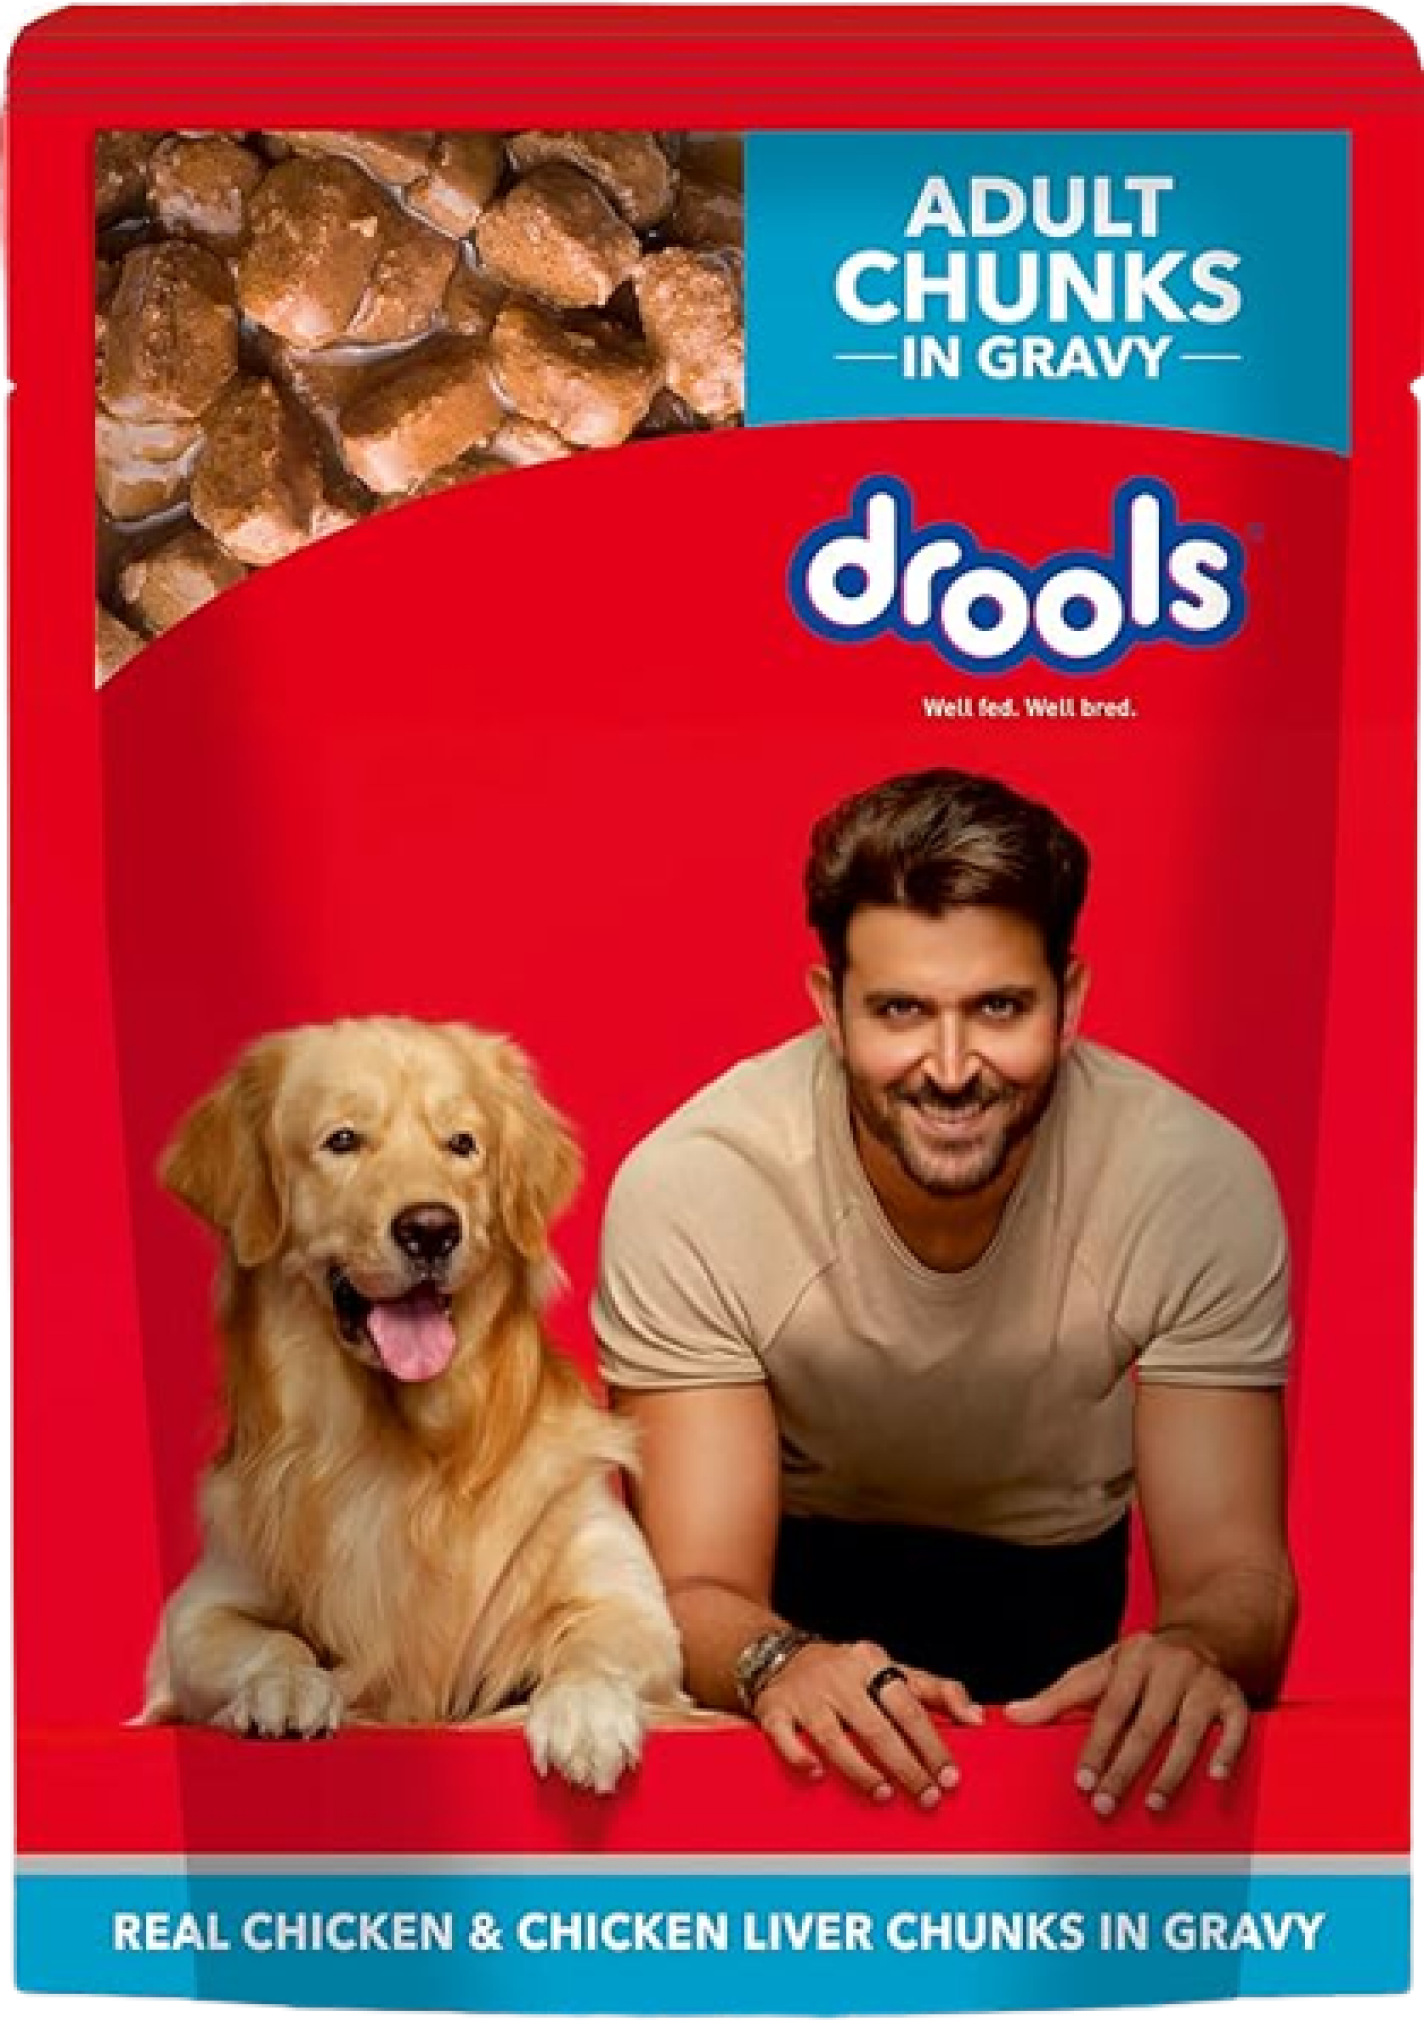 ADULT
CHUNKS
IN GRAVY
drools
Well fed. Well bred.
REAL CHICKEN & CHICKEN LIVER CHUNKS IN GRAVY